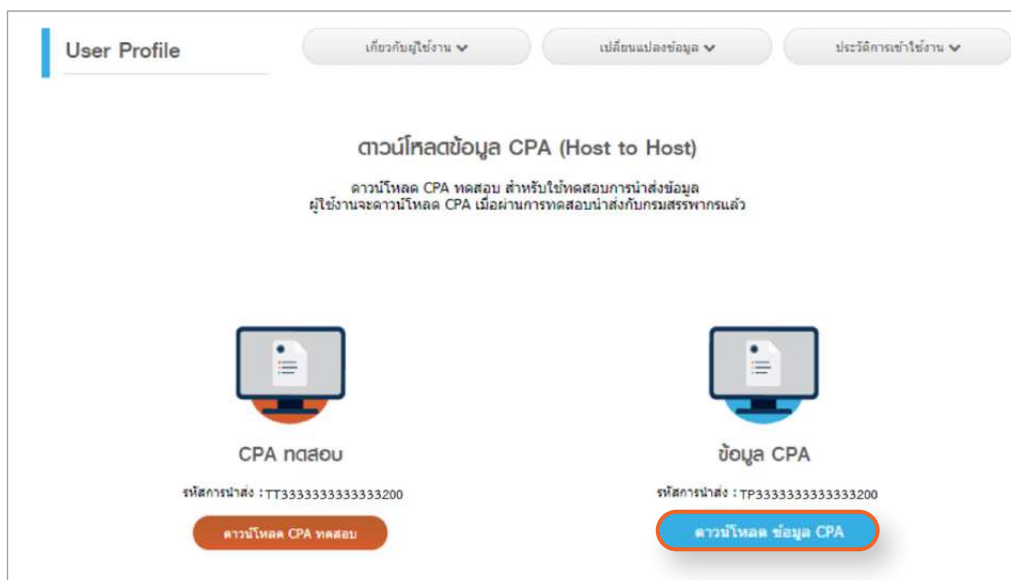 User Profile
เกี่ยวกับผู้ใช้งาน
เปลี่ยนแปลงข้อมูล
ประวัติการเข้าใช้งาน
ดาวน์โหลดข้อมูล CPA (Host to Host)
ดาวน์โหลด CPA ทดสอบ สำหรับใช้ทดสอบการนำส่งข้อมูล
ผู้ใช้งานจะดาวน์โหลด CPA เมื่อผ่านการทดสอบนำส่งกับกรมสรรพากรแล้ว
CPA ทดสอบ
รหัสการนำส่ง : TT3333333333333200
ดาวน์โหลด CPA ทดสอบ
ข้อมูล CPA
รหัสการนำส่ง : TP3333333333333200
ดาวน์โหลด ข้อมูล CPA